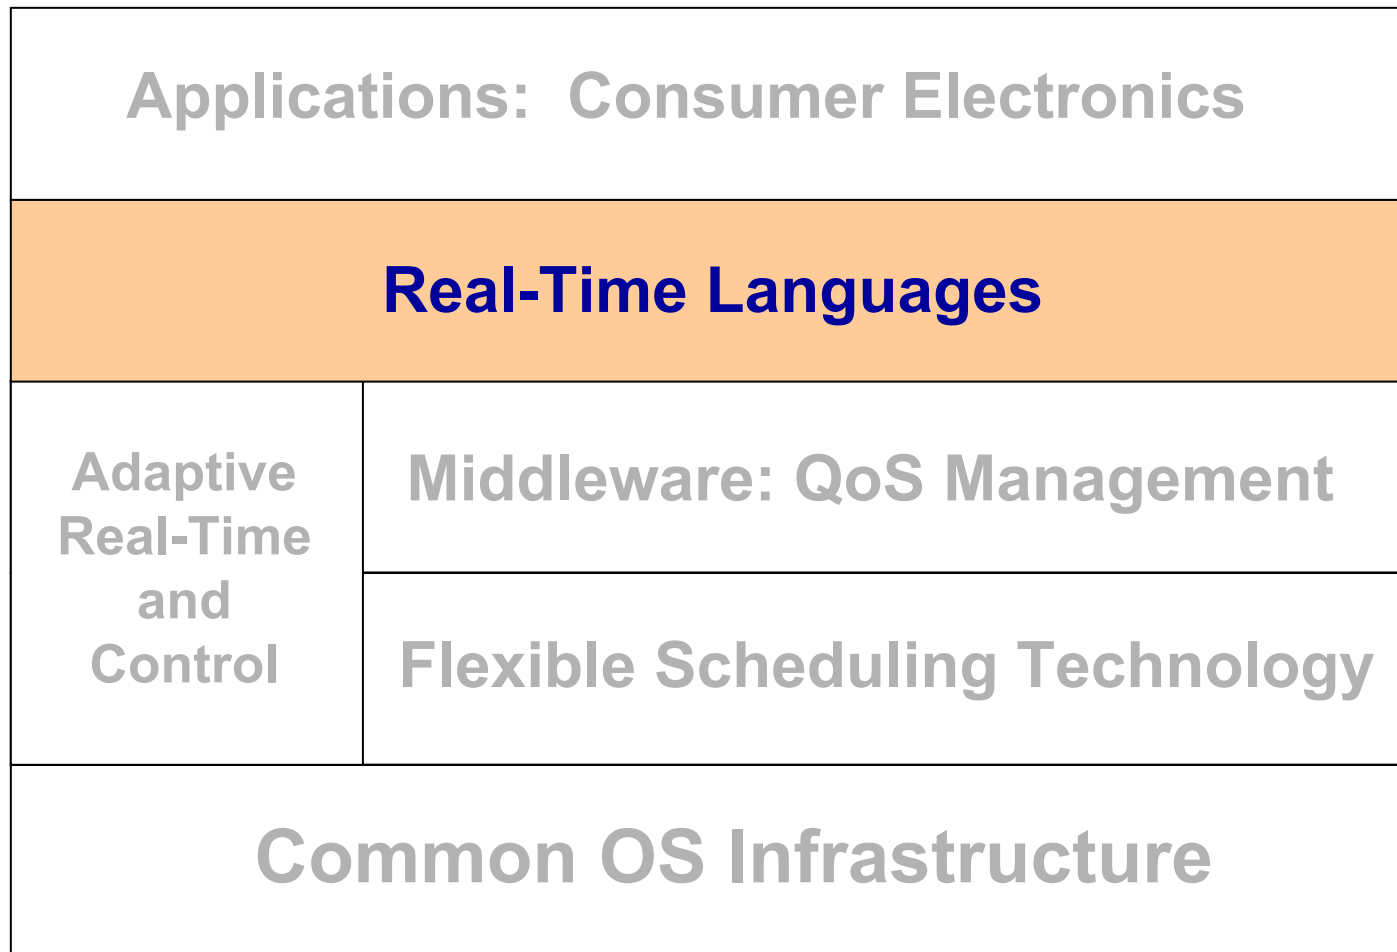 Applications: Consumer Electronics
Real-Time Languages
Adaptive
Real-Time
and
Control
Middleware: QoS Management
Flexible Scheduling Technology
Common OS Infrastructure